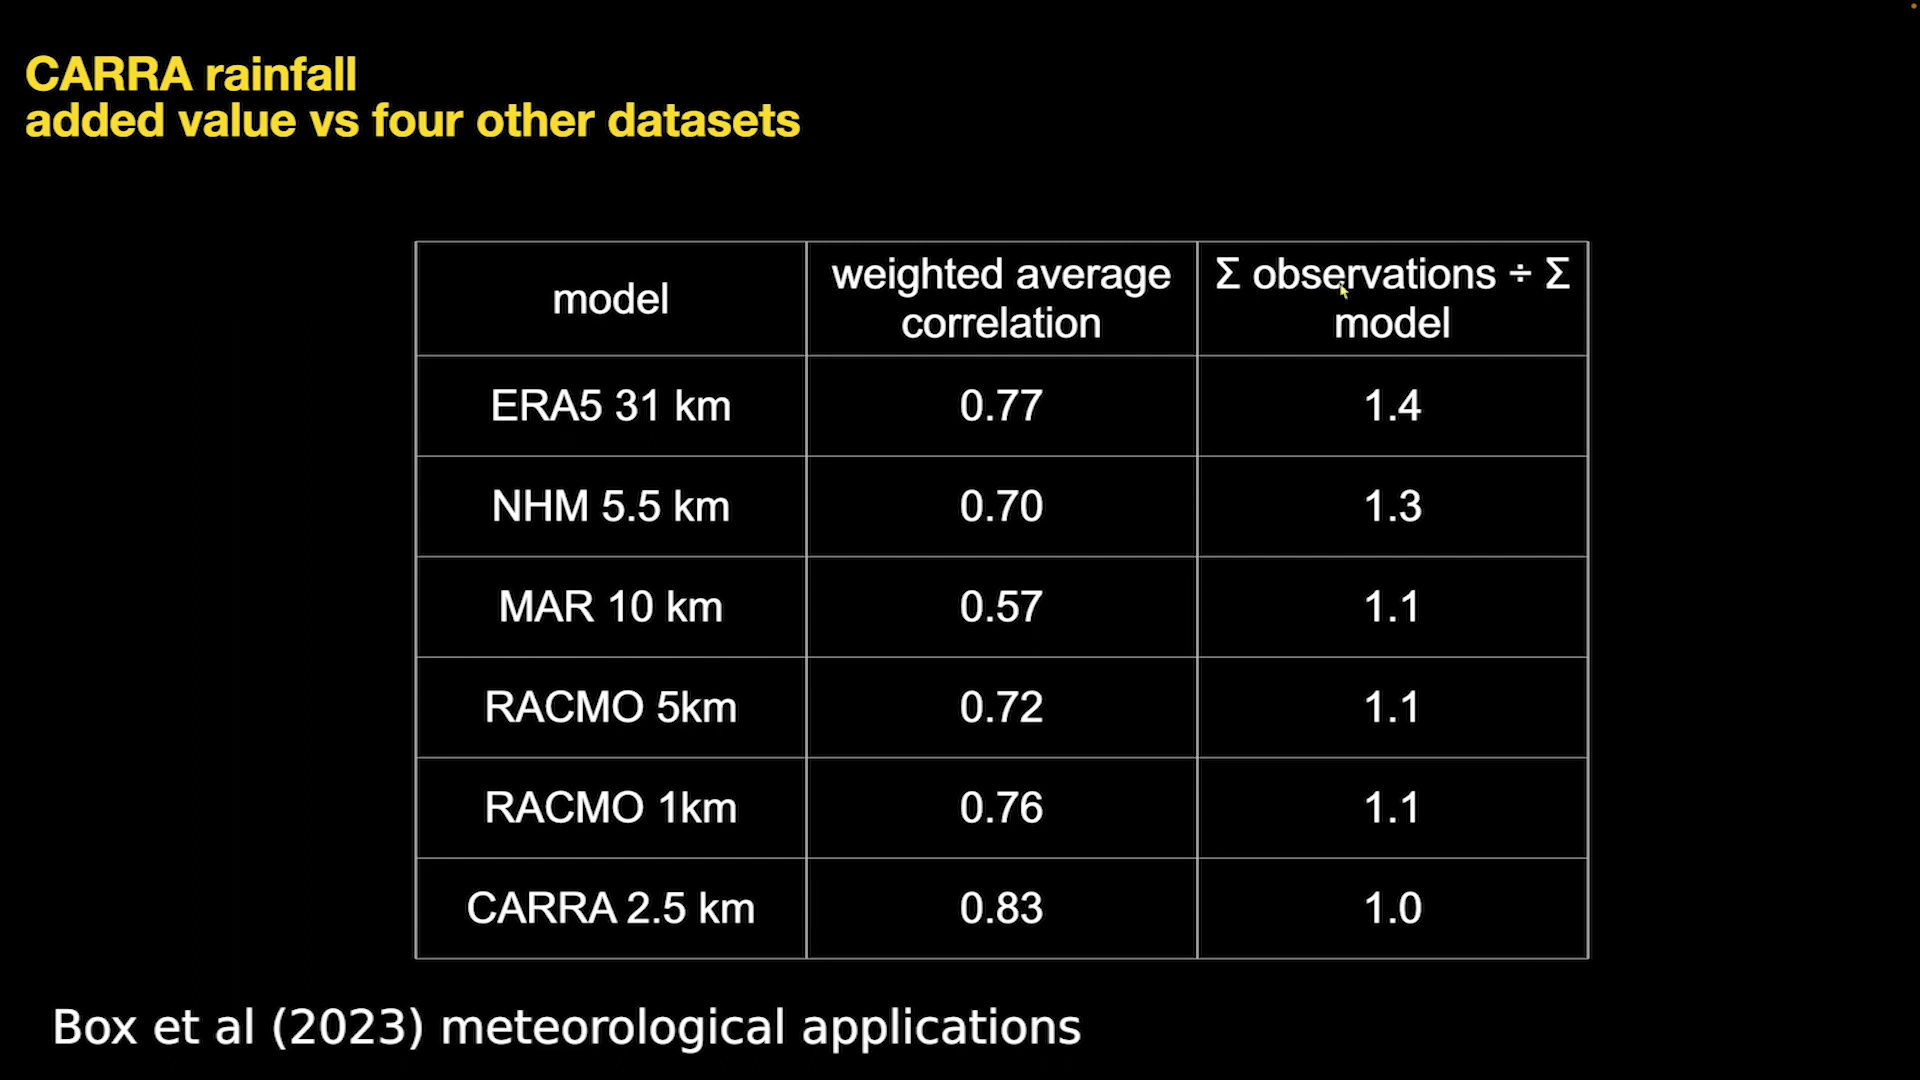 CARRA rainfall
added value vs four other datasets
model
weighted average
correlation
Σ observations ÷ Σ
model
ERA5 31 km
0.77
1.4
NHM 5.5 km
0.70
1.3
MAR 10 km
0.57
1.1
RACMO 5km
0.72
1.1
RACMO 1km
0.76
1.1
CARRA 2.5 km
0.83
1.0
Box et al (2023) meteorological applications